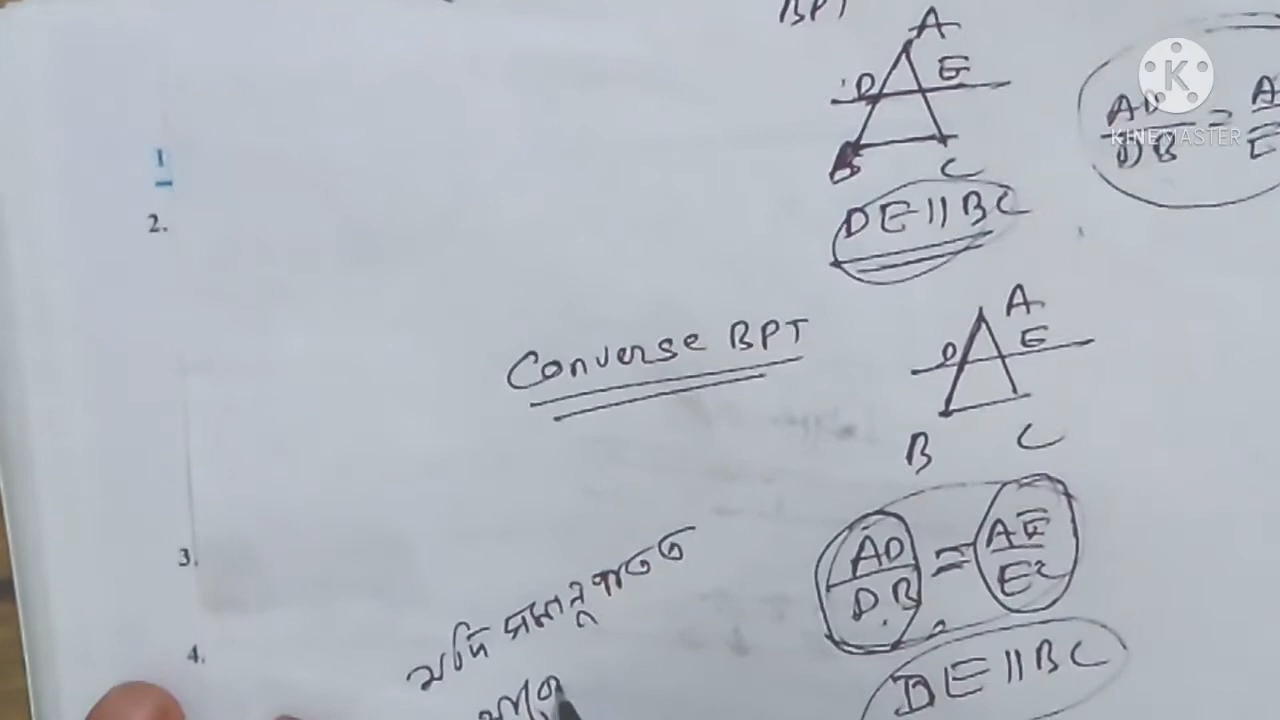 BPT
A
D E
B C
AD = A
DB E
DE || BC
1
2.
Converse BPT
A
D E
B C
AD = AE
DB EC
DE || BC
3.
যদি সমানুপাতত
4.
K
KINEMASTER